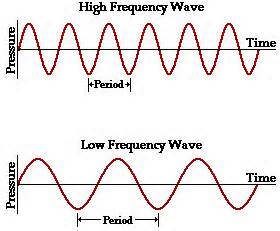 High Frequency Wave
Pressure
Time
Period
Low Frequency Wave
Pressure
Time
Period